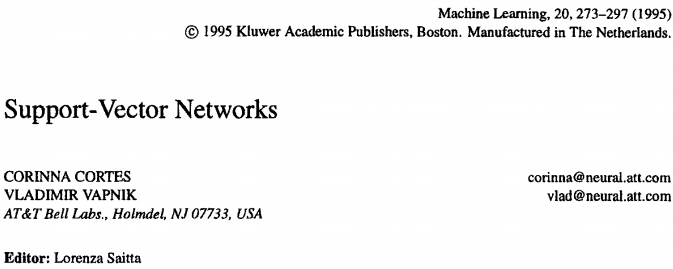 Machine Learning, 20, 273–297 (1995)
© 1995 Kluwer Academic Publishers, Boston. Manufactured in The Netherlands.
Support-Vector Networks
CORINNA CORTES corinna@neural.att.com
VLADIMIR VAPNIK vlad@neural.att.com
AT&T Bell Labs., Holmdel, NJ 07733, USA
Editor: Lorenza Saitta